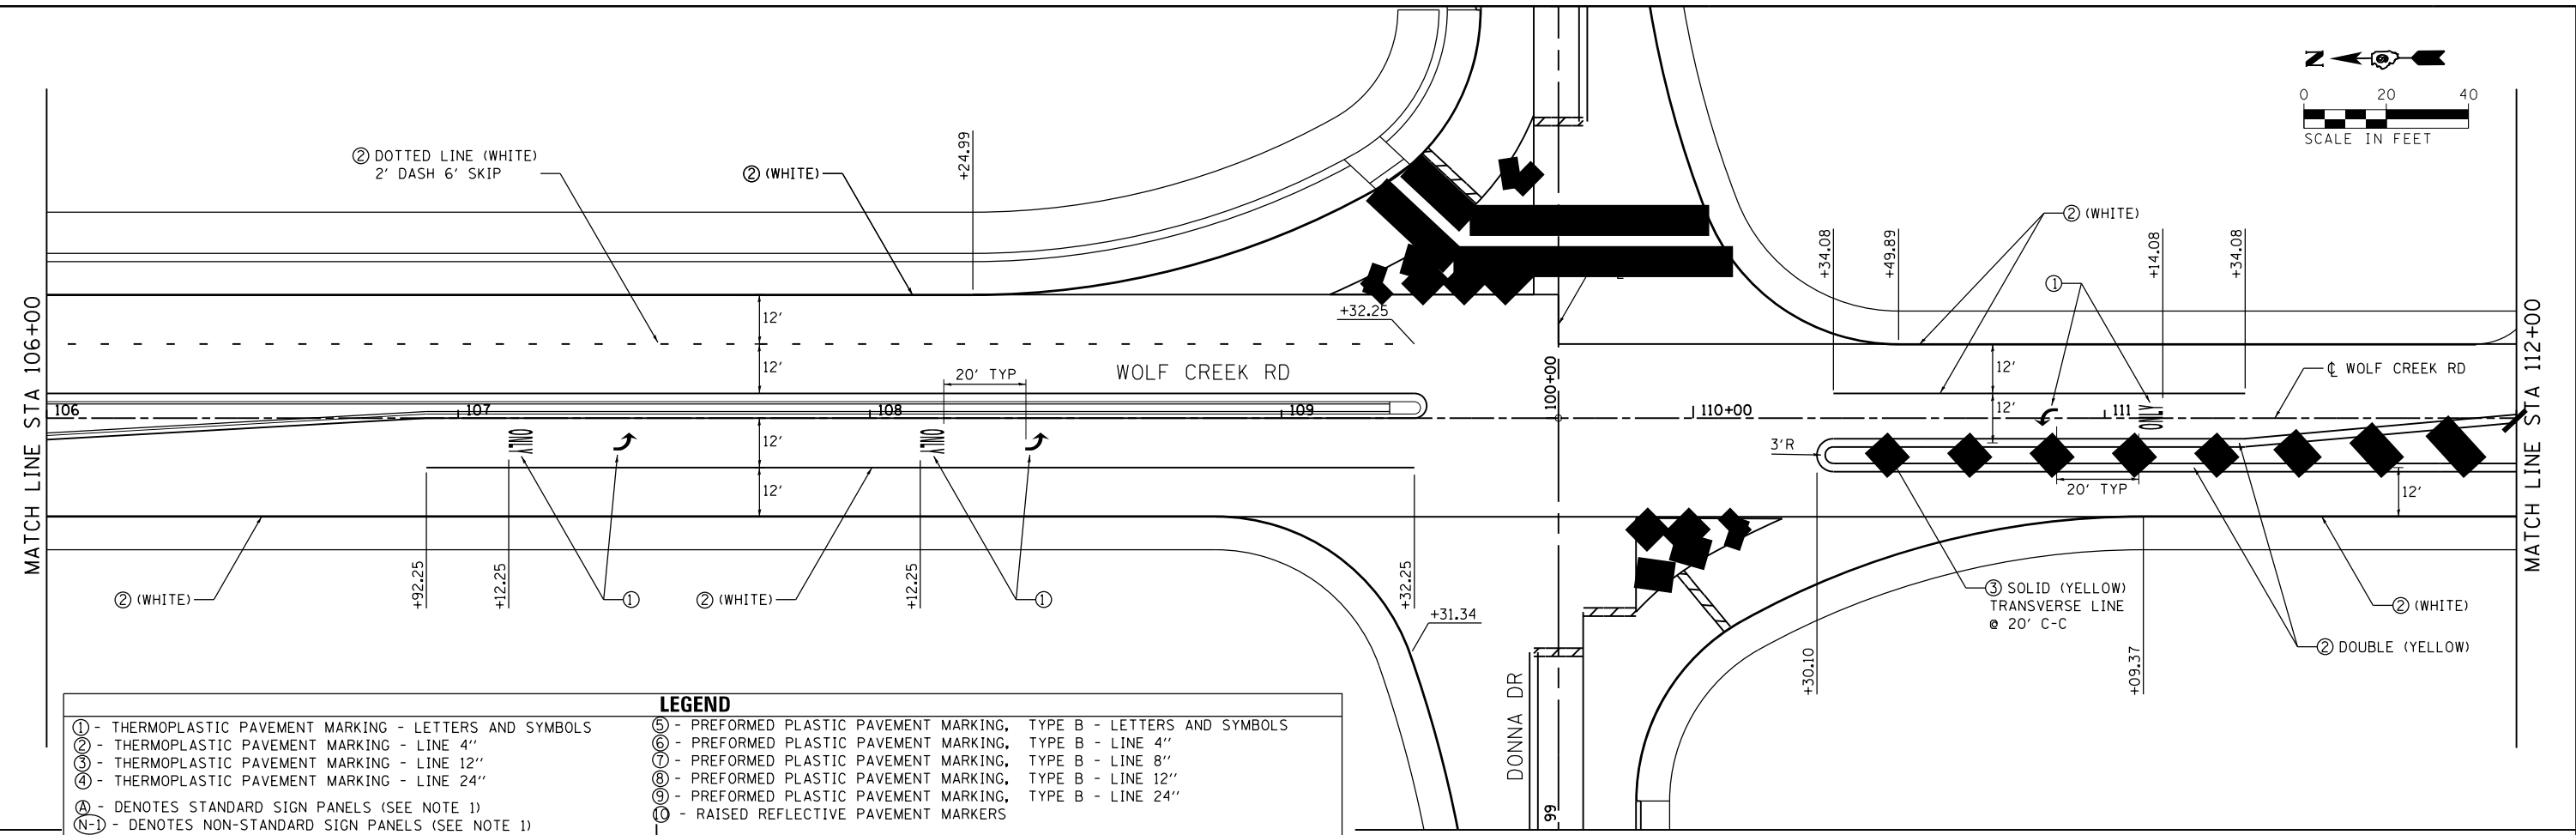 N
0 20 40
SCALE IN FEET
② DOTTED LINE (WHITE)
2' DASH 6' SKIP
② (WHITE)
+24.99
② (WHITE)
+34.08
+49.89
+14.08
+34.08
①
MATCH LINE STA 106+00
12'
12'
+32.25
WOLF CREEK RD
20' TYP
100+00
12'
12'
℄ WOLF CREEK RD
MATCH LINE STA 112+00
106
107
108
109
110+00
111
ONLY
ONLY
ONLY
12'
12'
3'R
20' TYP
12'
② (WHITE)
+92.25
+12.25
①
② (WHITE)
+12.25
①
+32.25
+31.34
③ SOLID (YELLOW)
TRANSVERSE LINE
@ 20' C-C
② (WHITE)
② DOUBLE (YELLOW)
+30.10
+09.37
DONNA DR
99
LEGEND
① - THERMOPLASTIC PAVEMENT MARKING - LETTERS AND SYMBOLS
② - THERMOPLASTIC PAVEMENT MARKING - LINE 4"
③ - THERMOPLASTIC PAVEMENT MARKING - LINE 12"
④ - THERMOPLASTIC PAVEMENT MARKING - LINE 24"
Ⓐ - DENOTES STANDARD SIGN PANELS (SEE NOTE 1)
N-1 - DENOTES NON-STANDARD SIGN PANELS (SEE NOTE 1)
⑤ - PREFORMED PLASTIC PAVEMENT MARKING, TYPE B - LETTERS AND SYMBOLS
⑥ - PREFORMED PLASTIC PAVEMENT MARKING, TYPE B - LINE 4"
⑦ - PREFORMED PLASTIC PAVEMENT MARKING, TYPE B - LINE 8"
⑧ - PREFORMED PLASTIC PAVEMENT MARKING, TYPE B - LINE 12"
⑨ - PREFORMED PLASTIC PAVEMENT MARKING, TYPE B - LINE 24"
⑩ - RAISED REFLECTIVE PAVEMENT MARKERS